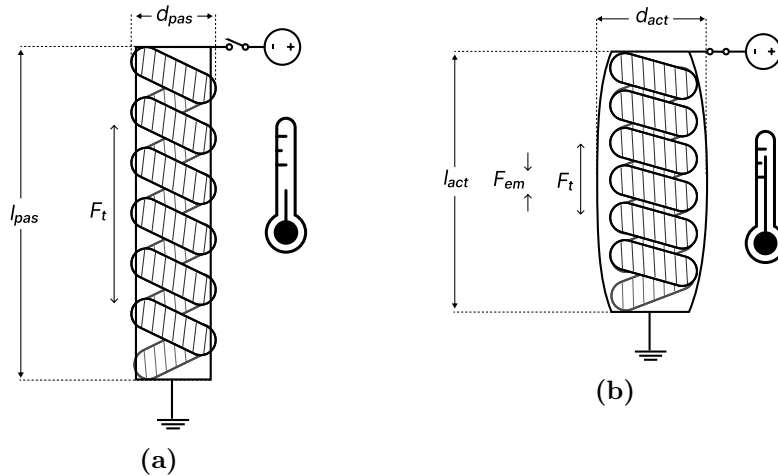 d_pas
- +
l_pas
F_t
(a)
d_act
- +
l_act
F_em
F_t
(b)